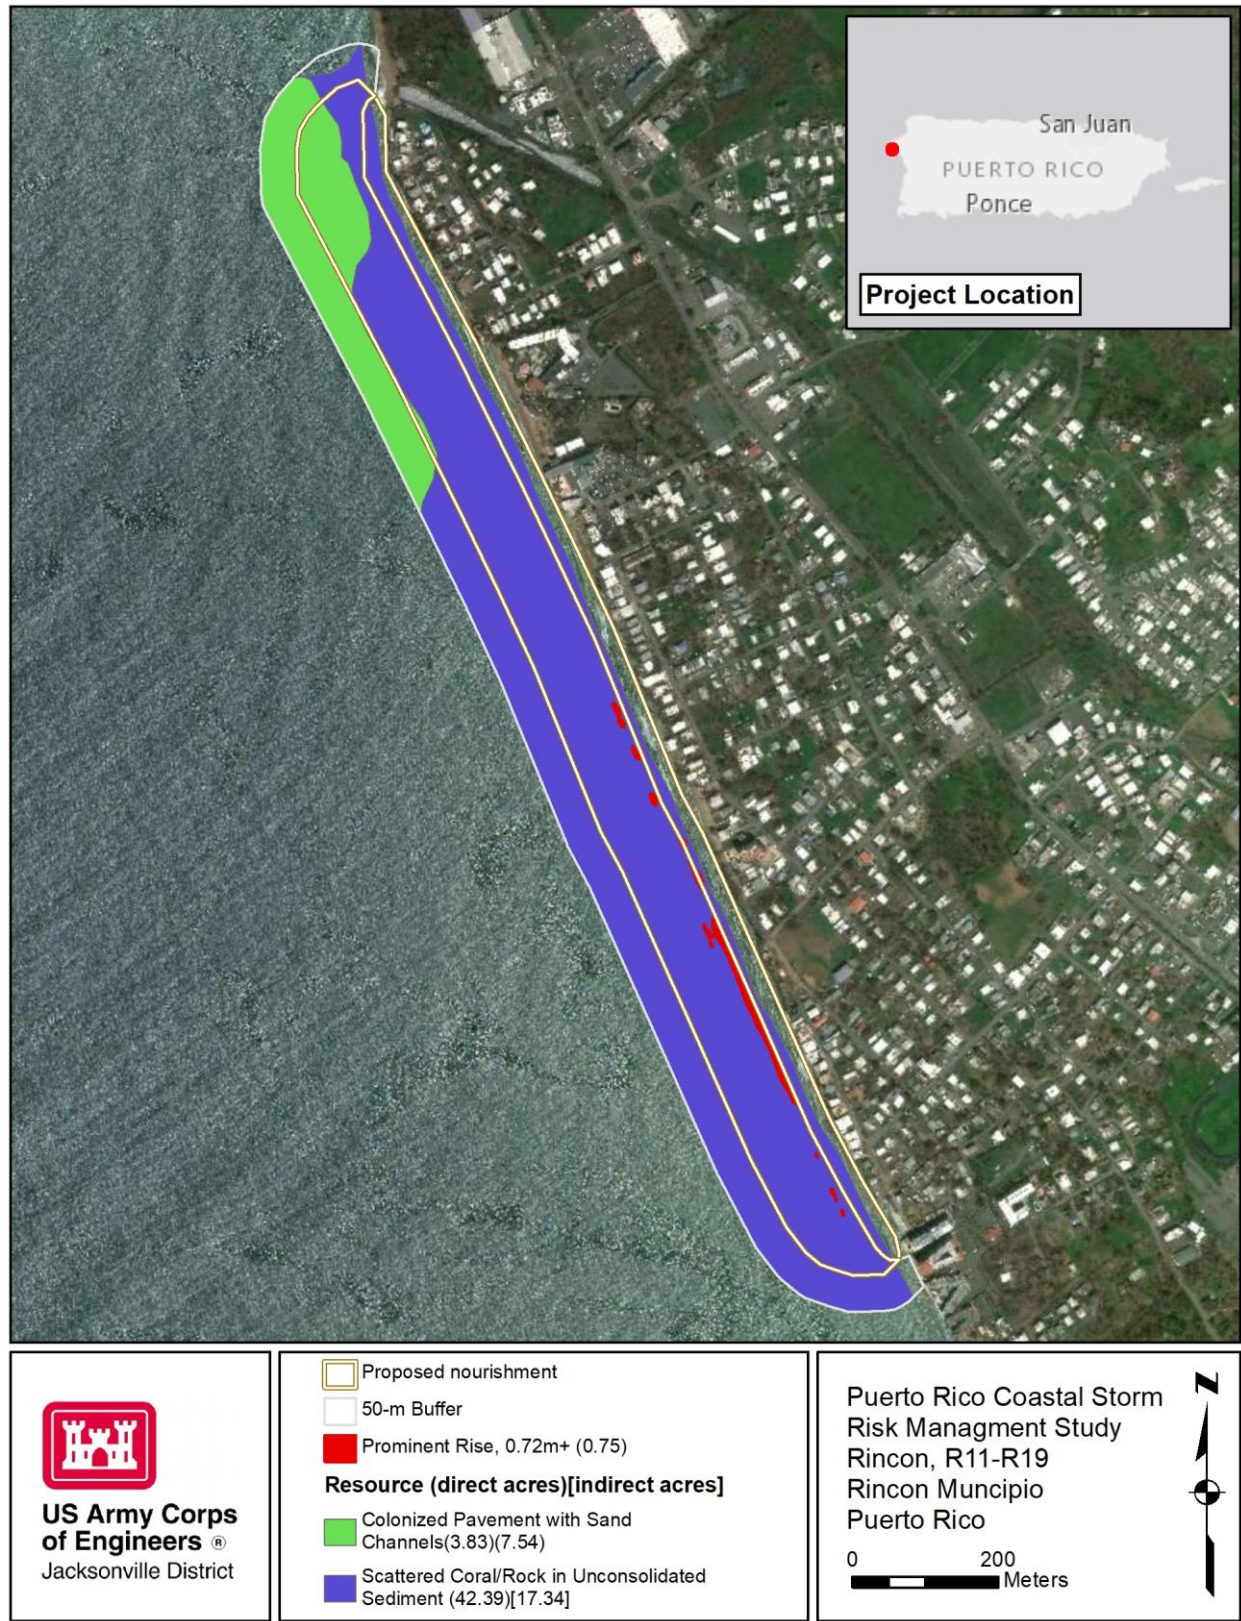 San Juan
PUERTO RICO
Ponce
Project Location
US Army Corps
of Engineers ®
Jacksonville District
Proposed nourishment
50-m Buffer
Prominent Rise, 0.72m+ (0.75)
Resource (direct acres)[indirect acres]
Colonized Pavement with Sand
Channels(3.83)(7.54)
Scattered Coral/Rock in Unconsolidated
Sediment (42.39)[17.34]
Puerto Rico Coastal Storm
Risk Managment Study
Rincon, R11-R19
Rincon Muncipio
Puerto Rico
N
0 200
Meters